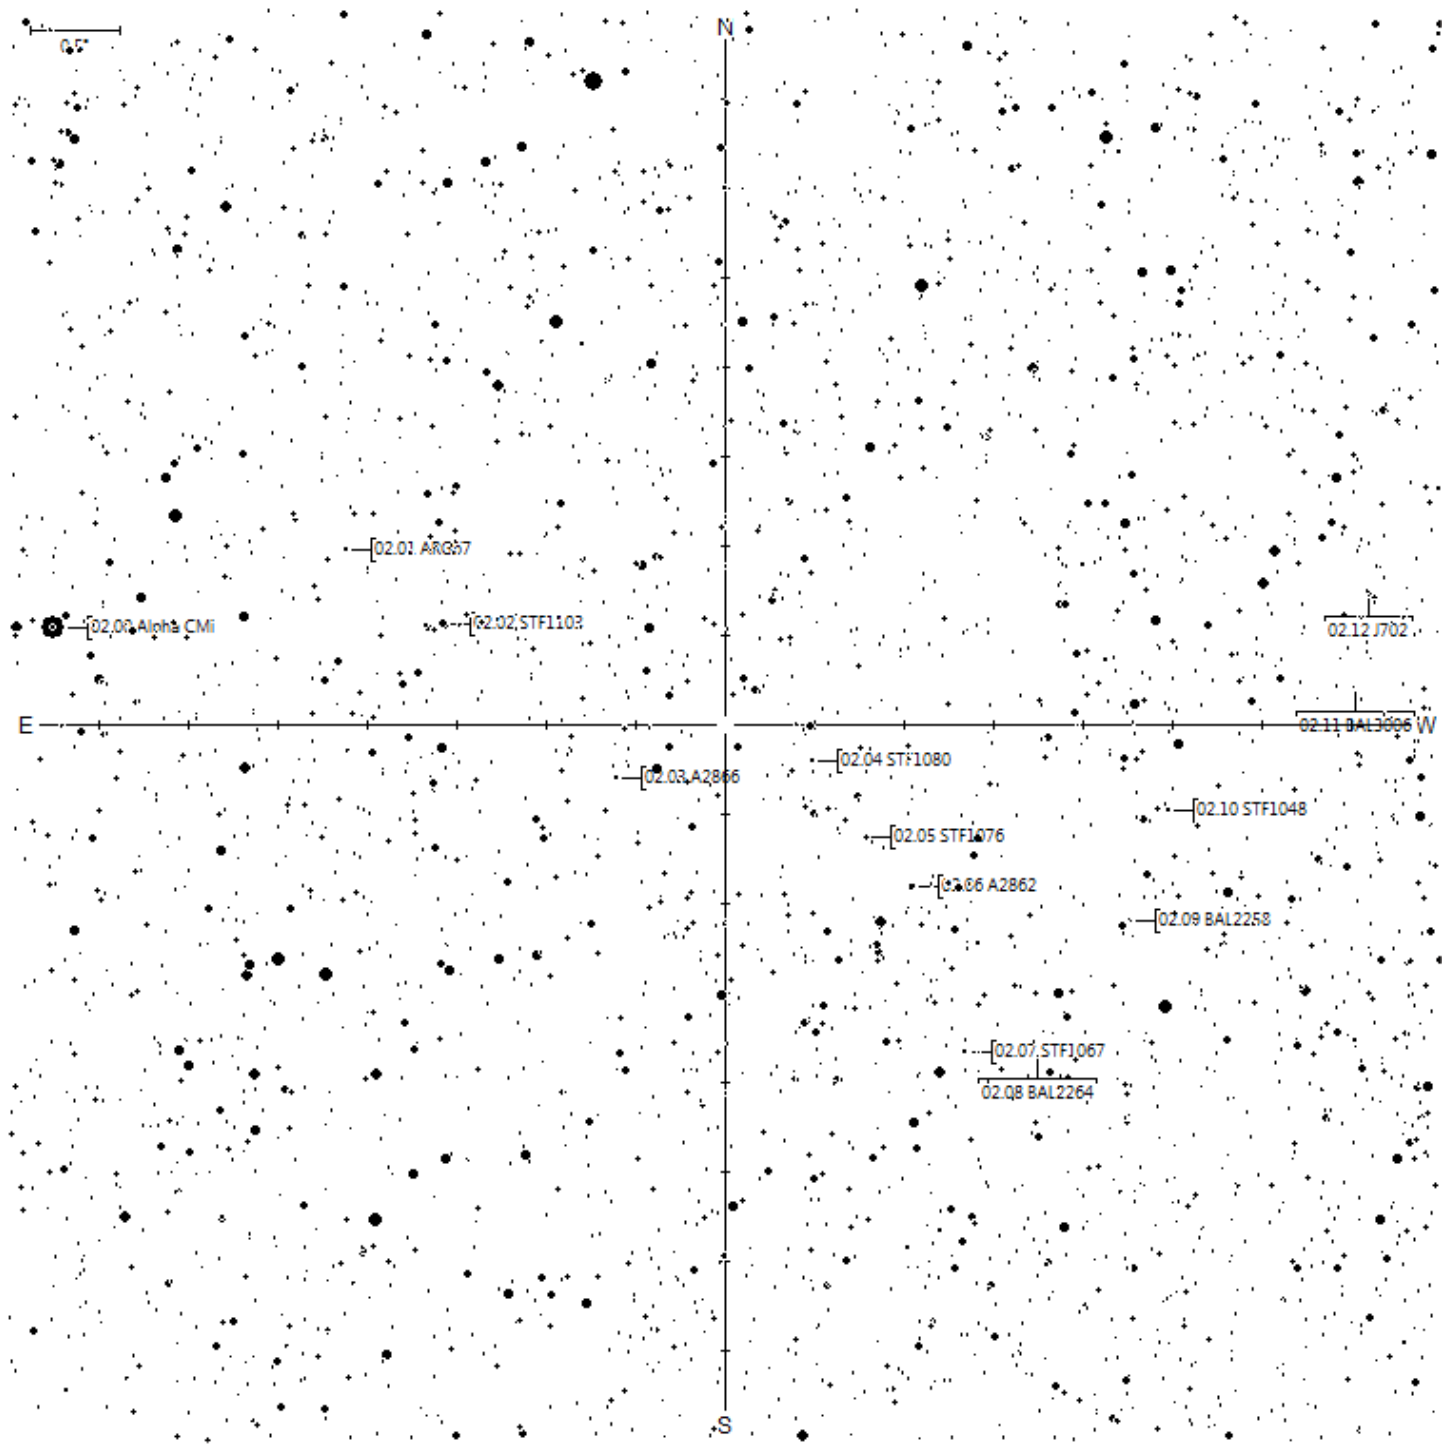 N
0.5°
02.01 ARG67
02.00 Alpha CMi
02.02 STF1103
02.12 J702
E
02.11 BAL3006
W
02.03 A2866
02.04 STF1080
02.10 STF1048
02.05 STF1076
02.06 A2862
02.09 BAL2258
02.07 STF1067
02.08 BAL2264
S